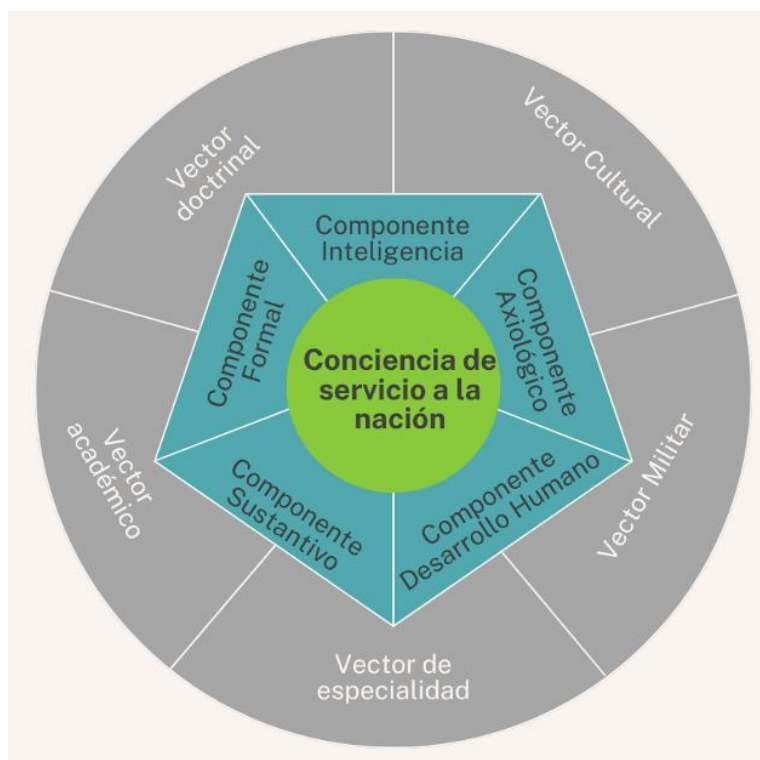 Vector
doctrinal
Vector Cultural
Componente
Inteligencia
Componente
Formal
Componente
Axiológico
Conciencia de
servicio a la
nación
Vector
académico
Vector Militar
Componente
Sustantivo
Componente
Desarrollo Humano
Vector de
especialidad